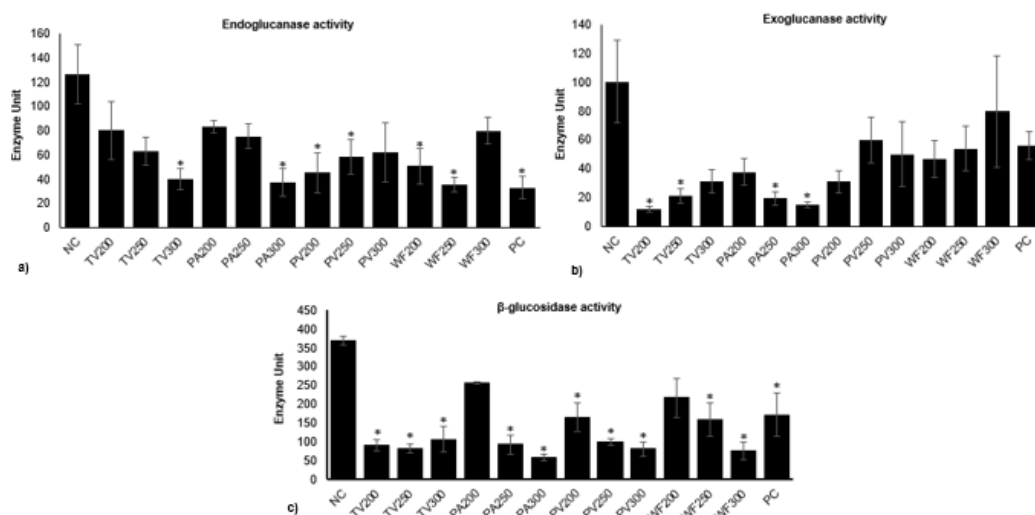 Endoglucanase activity
Enzyme Unit
160
140
120
100
80
60
40
20
0
NC
TV200
TV250
TV300
PA200
PA250
PA300
PV200
PV250
PV300
WF200
WF250
WF300
PC
* * * * * * *
a)
Exoglucanase activity
Enzyme Unit
140
120
100
80
60
40
20
0
NC
TV200
TV250
TV300
PA200
PA250
PA300
PV200
PV250
PV300
WF200
WF250
WF300
PC
* * * *
b)
β-glucosidase activity
Enzyme Unit
450
400
350
300
250
200
150
100
50
0
NC
TV200
TV250
TV300
PA200
PA250
PA300
PV200
PV250
PV300
WF200
WF250
WF300
PC
* * * * * * * * * * *
c)